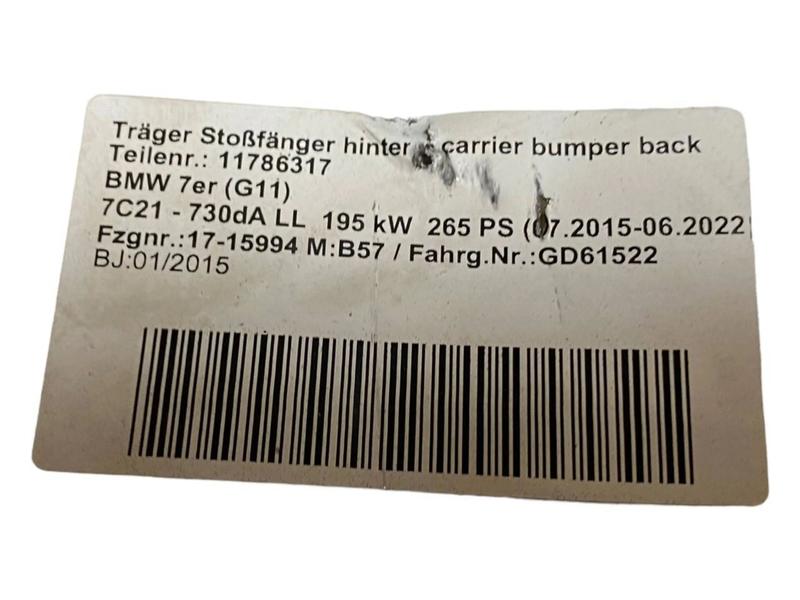 Träger Stoßfänger hinter carrier bumper back
Teilenr.: 11786317
BMW 7er (G11)
7C21 - 730dA LL 195 kW 265 PS (07.2015-06.2022
Fzgnr.:17-15994 M:B57 / Fahrg.Nr.:GD61522
BJ:01/2015